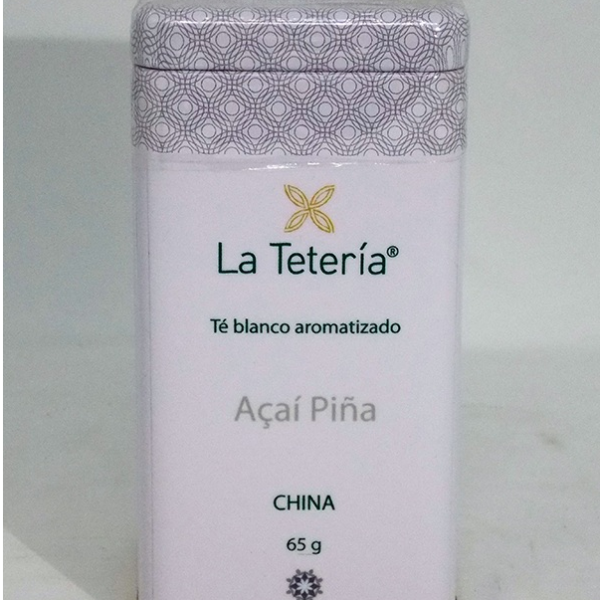 La Tetería®
Té blanco aromatizado
Açaí Piña
CHINA
65 g